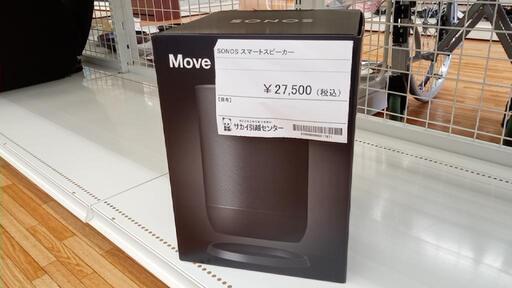 SONOS
Move
SONOS スマートスピーカー
¥27,500(税込)
【備考】
サカイ引越センター